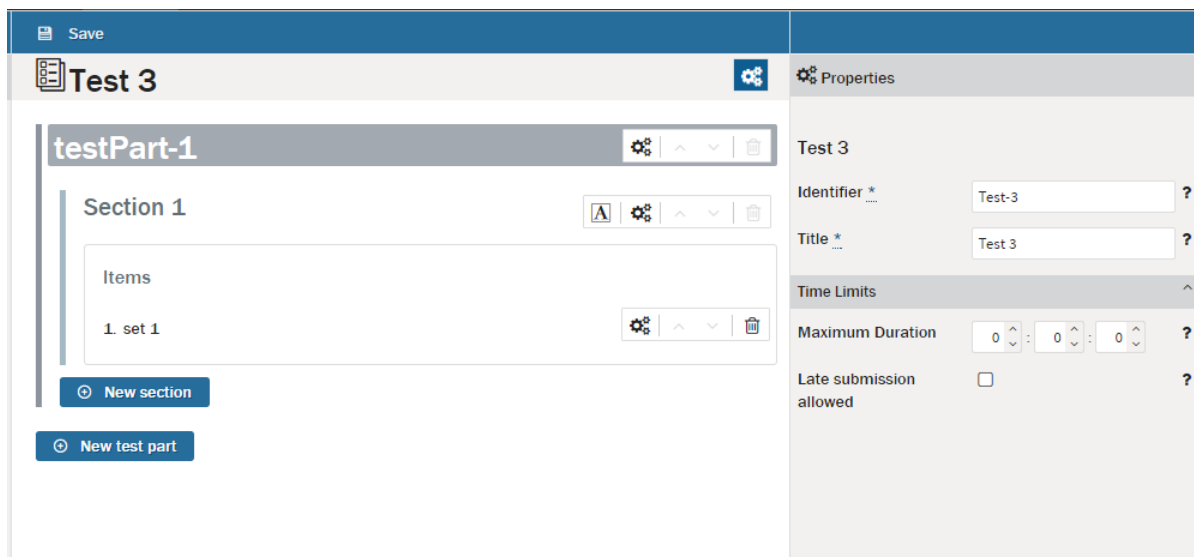 Save
Test 3
testPart-1
Section 1
A
Items
1. set 1
New section
New test part
Properties
Test 3
Identifier * Test-3 ?
Title * Test 3 ?
Time Limits
Maximum Duration 0 : 0 : 0 ?
Late submission ?
allowed